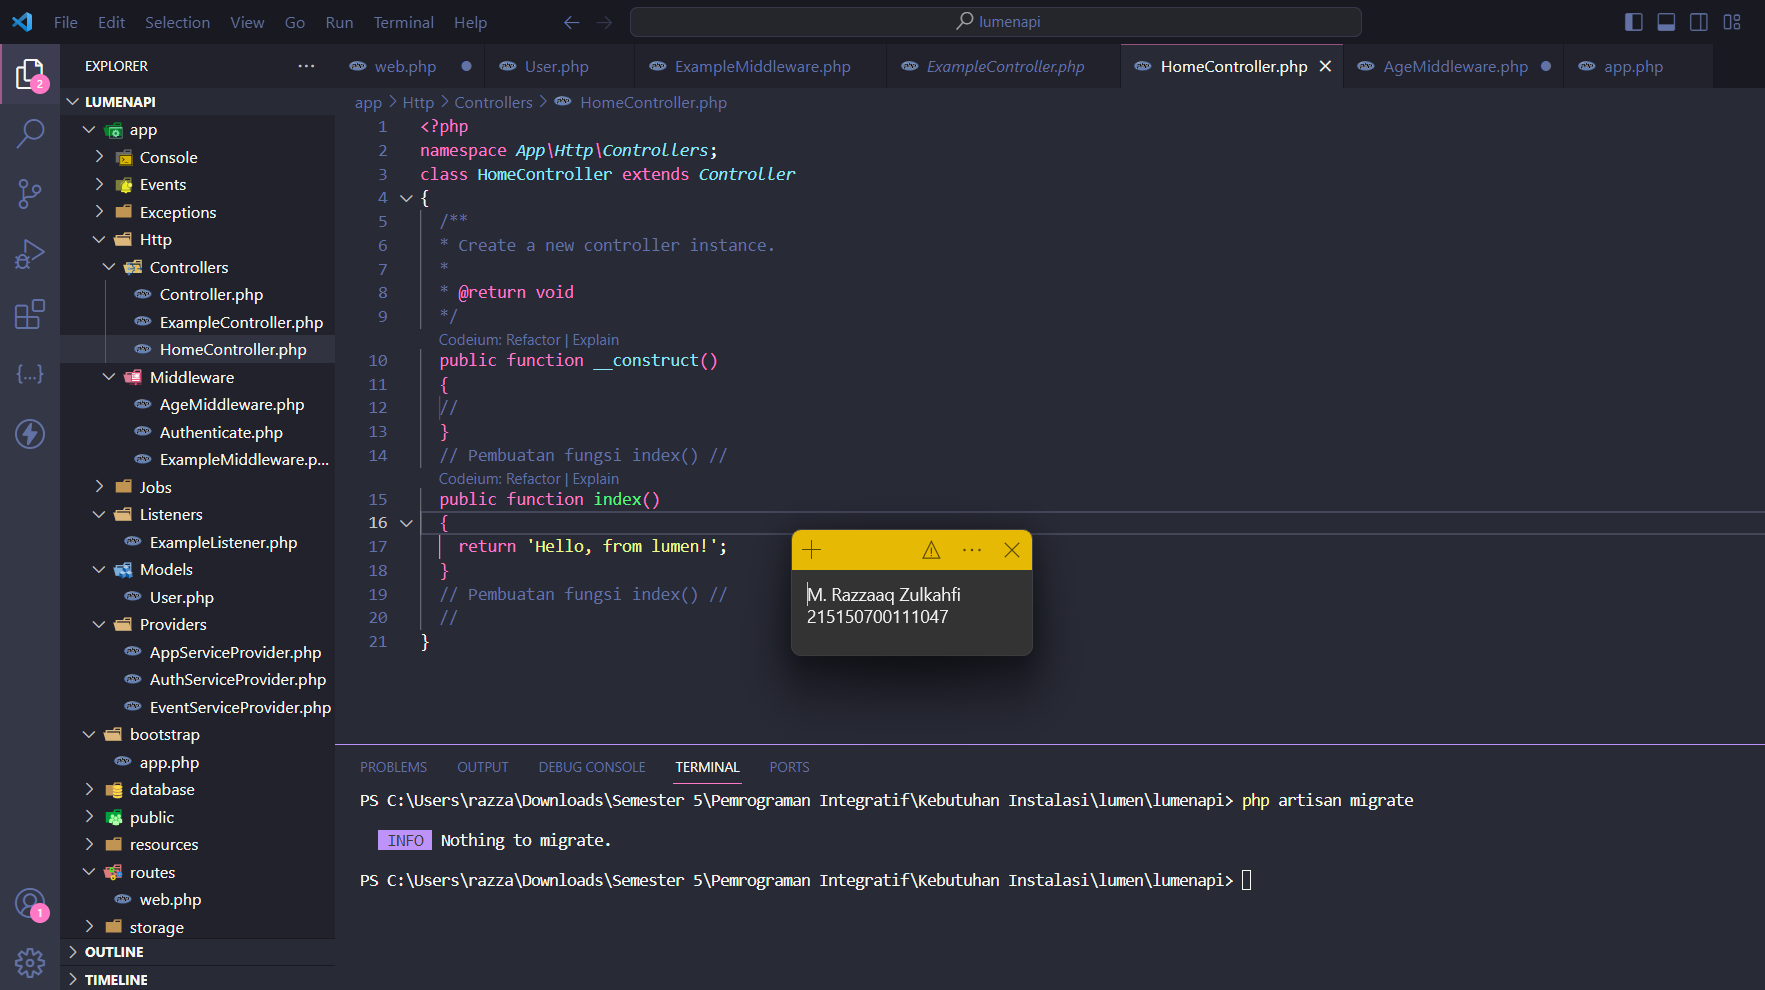 File Edit Selection View Go Run Terminal Help
lumenapi
EXPLORER
web.php
User.php
ExampleMiddleware.php
ExampleController.php
HomeController.php
AgeMiddleware.php
app.php
LUMENAPI
app
Console
Events
Exceptions
Http
Controllers
Controller.php
ExampleController.php
HomeController.php
Middleware
AgeMiddleware.php
Authenticate.php
ExampleMiddleware.p...
Jobs
Listeners
ExampleListener.php
Models
User.php
Providers
AppServiceProvider.php
AuthServiceProvider.php
EventServiceProvider.php
bootstrap
app.php
database
public
resources
routes
web.php
storage
OUTLINE
TIMELINE
2
1
app > Http > Controllers > HomeController.php
1 <?php
2 namespace App\Http\Controllers;
3 class HomeController extends Controller
4 {
5 /**
6 * Create a new controller instance.
7 *
8 * @return void
9 */
Codeium: Refactor | Explain
10 public function __construct()
11 {
12 //
13 }
14 // Pembuatan fungsi index() //
Codeium: Refactor | Explain
15 public function index()
16 {
17 return 'Hello, from lumen!';
18 }
19 // Pembuatan fungsi index() //
20 //
21 }
M. Razzaaq Zulkahfi
215150700111047
PROBLEMS OUTPUT DEBUG CONSOLE TERMINAL PORTS
PS C:\Users\razza\Downloads\Semester 5\Pemrograman Integratif\Kebutuhan Instalasi\lumen\lumenapi> php artisan migrate
INFO Nothing to migrate.
PS C:\Users\razza\Downloads\Semester 5\Pemrograman Integratif\Kebutuhan Instalasi\lumen\lumenapi>